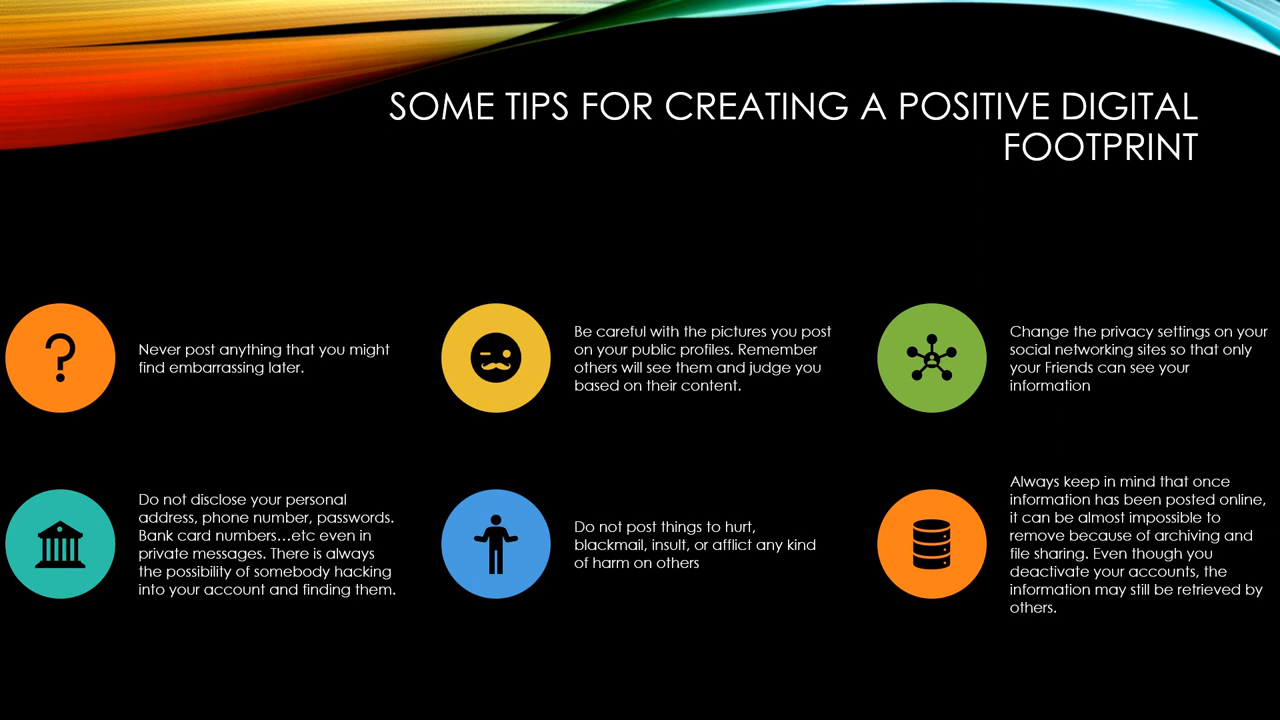 SOME TIPS FOR CREATING A POSITIVE DIGITAL
FOOTPRINT
Never post anything that you might
find embarrassing later.
Be careful with the pictures you post
on your public profiles. Remember
others will see them and judge you
based on their content.
Change the privacy settings on your
social networking sites so that only
your Friends can see your
information
Do not disclose your personal
address, phone number, passwords.
Bank card numbers...etc even in
private messages. There is always
the possibility of somebody hacking
into your account and finding them.
Do not post things to hurt,
blackmail, insult, or afflict any kind
of harm on others
Always keep in mind that once
information has been posted online,
it can be almost impossible to
remove because of archiving and
file sharing. Even though you
deactivate your accounts, the
information may still be retrieved by
others.